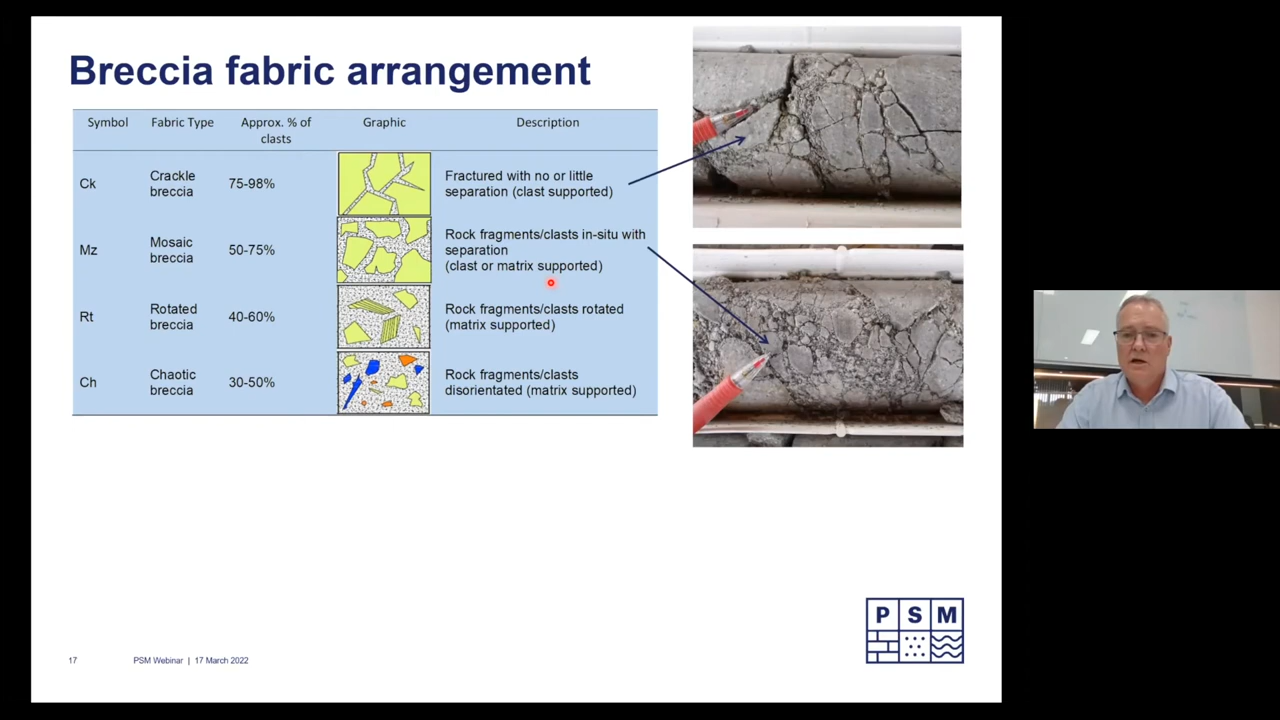 Breccia fabric arrangement
Symbol Fabric Type Approx. % of clasts Graphic Description
Ck Crackle breccia 75-98% Fractured with no or little separation (clast supported)
Mz Mosaic breccia 50-75% Rock fragments/clasts in-situ with separation (clast or matrix supported)
Rt Rotated breccia 40-60% Rock fragments/clasts rotated (matrix supported)
Ch Chaotic breccia 30-50% Rock fragments/clasts disorientated (matrix supported)
PSM
17 PSM Webinar | 17 March 2022